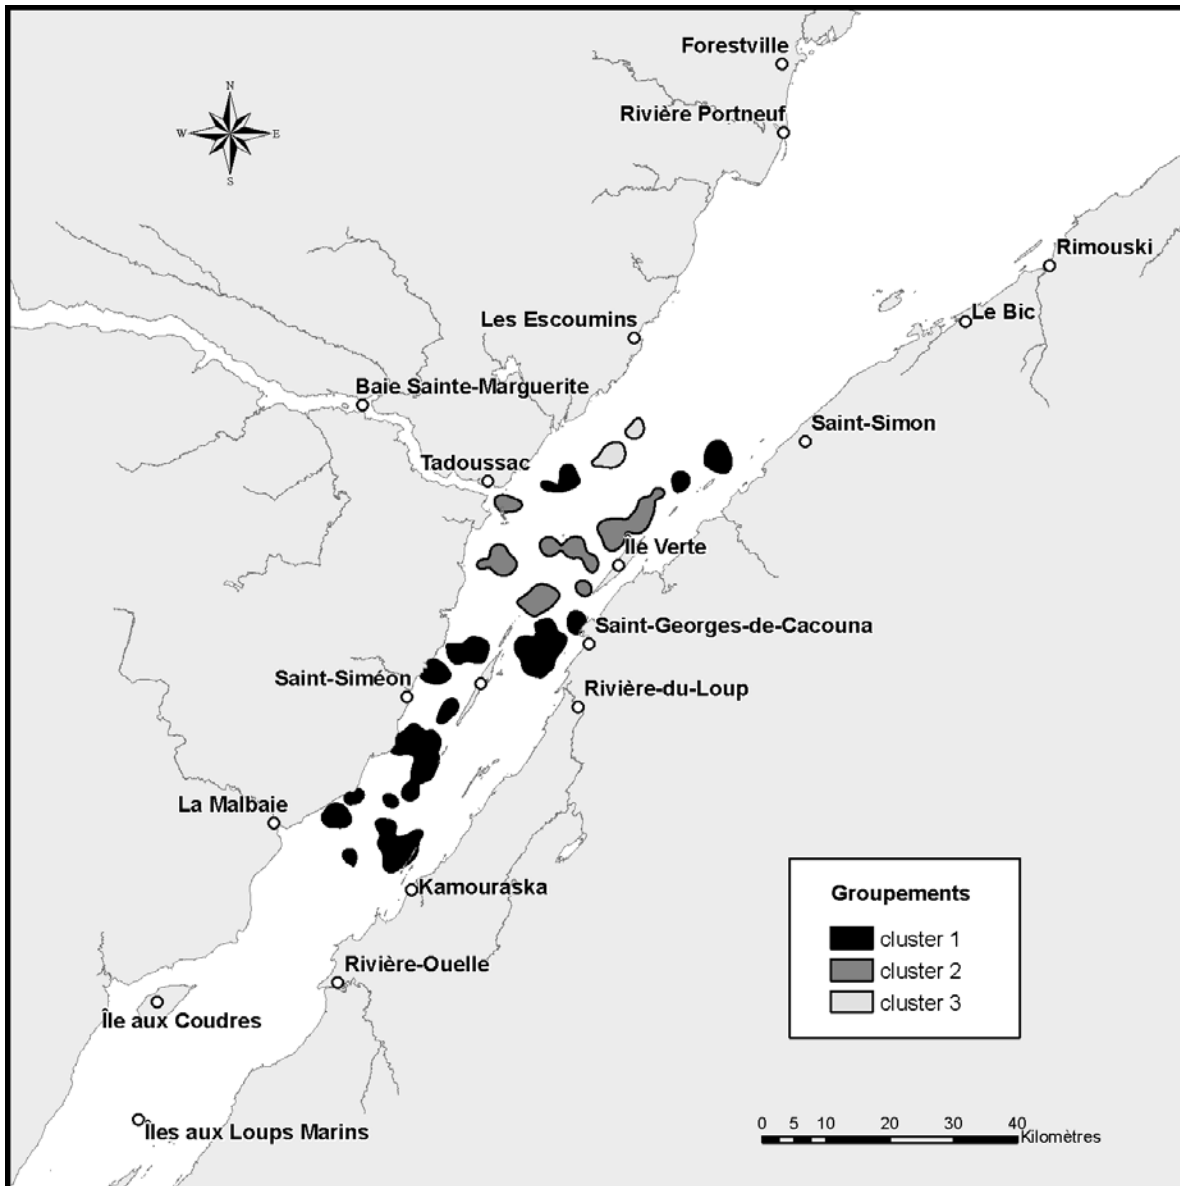 Forestville
Rivière Portneuf
N
W
E
S
Rimouski
Le Bic
Les Escoumins
Baie Sainte-Marguerite
Saint-Simon
Tadoussac
Île Verte
Saint-Georges-de-Cacouna
Saint-Siméon
Rivière-du-Loup
La Malbaie
Kamouraska
Groupements
cluster 1
cluster 2
cluster 3
Rivière-Ouelle
Île aux Coudres
Îles aux Loups Marins
0 5 10 20 30 40
Kilomètres